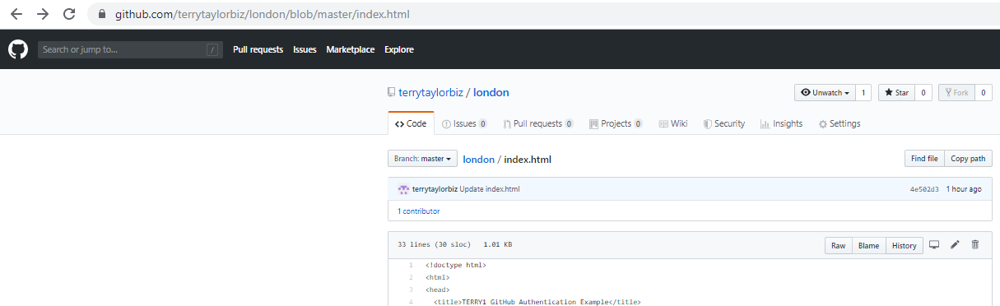 github.com/terrytaylorbiz/london/blob/master/index.html
Search or jump to... / Pull requests Issues Marketplace Explore
terrytaylorbiz / london Unwatch 1 Star 0 Fork 0
Code Issues 0 Pull requests 0 Projects 0 Wiki Security Insights Settings
Branch: master london / index.html Find file Copy path
terrytaylorbiz Update index.html 4e502d3 1 hour ago
1 contributor
33 lines (30 sloc) 1.01 KB Raw Blame History
1 <!doctype html>
2 <html>
3 <head>
4 <title>TERRY1 GitHub Authentication Example</title>